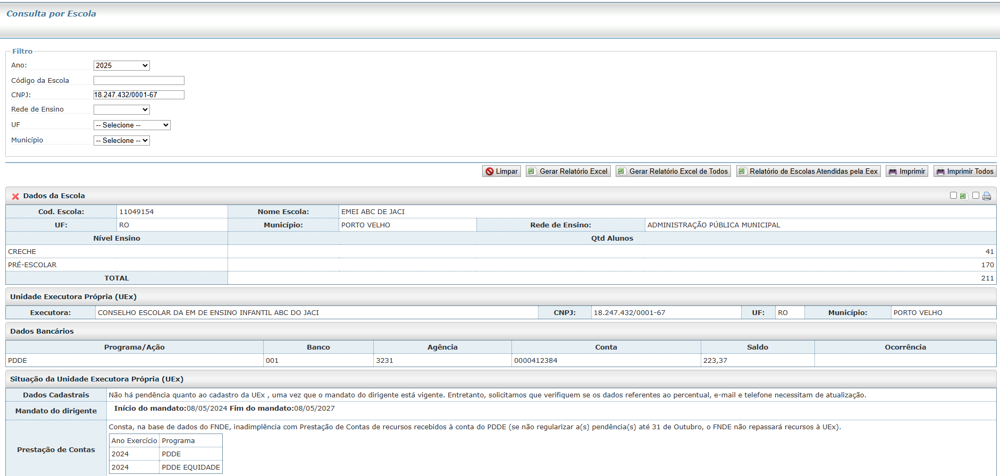 Consulta por Escola
Filtro
Ano: 2025
Código da Escola
CNPJ: 18.247.432/0001-67
Rede de Ensino
UF -- Selecione --
Município -- Selecione --
Limpar Gerar Relatório Excel Gerar Relatório Excel de Todos Relatório de Escolas Atendidas pela Eex Imprimir Imprimir Todos
Dados da Escola
Cod. Escola: 11049154 Nome Escola: EMEI ABC DE JACI
UF: RO Município: PORTO VELHO Rede de Ensino: ADMINISTRAÇÃO PÚBLICA MUNICIPAL
Nível Ensino Qtd Alunos
CRECHE 41
PRÉ-ESCOLAR 170
TOTAL 211
Unidade Executora Própria (UEx)
Executora: CONSELHO ESCOLAR DA EM DE ENSINO INFANTIL ABC DO JACI CNPJ: 18.247.432/0001-67 UF: RO Município: PORTO VELHO
Dados Bancários
Programa/Ação Banco Agência Conta Saldo Ocorrência
PDDE 001 3231 0000412384 223,37
Situação da Unidade Executora Própria (UEx)
Dados Cadastrais Não há pendência quanto ao cadastro da UEx , uma vez que o mandato do dirigente está vigente. Entretanto, solicitamos que verifiquem se os dados referentes ao percentual, e-mail e telefone necessitam de atualização.
Mandato do dirigente Início do mandato:08/05/2024 Fim do mandato:08/05/2027
Prestação de Contas Consta, na base de dados do FNDE, inadimplência com Prestação de Contas de recursos recebidos à conta do PDDE (se não regularizar a(s) pendência(s) até 31 de Outubro, o FNDE não repassará recursos à UEx).
Ano Exercício Programa
2024 PDDE
2024 PDDE EQUIDADE